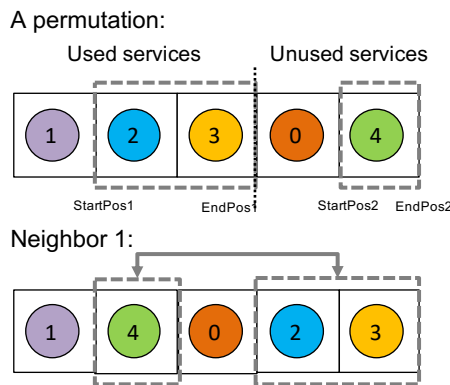 A permutation:
Used services Unused services
1 2 3 0 4
StartPos1 EndPos1 StartPos2 EndPos2
Neighbor 1:
1 4 0 2 3